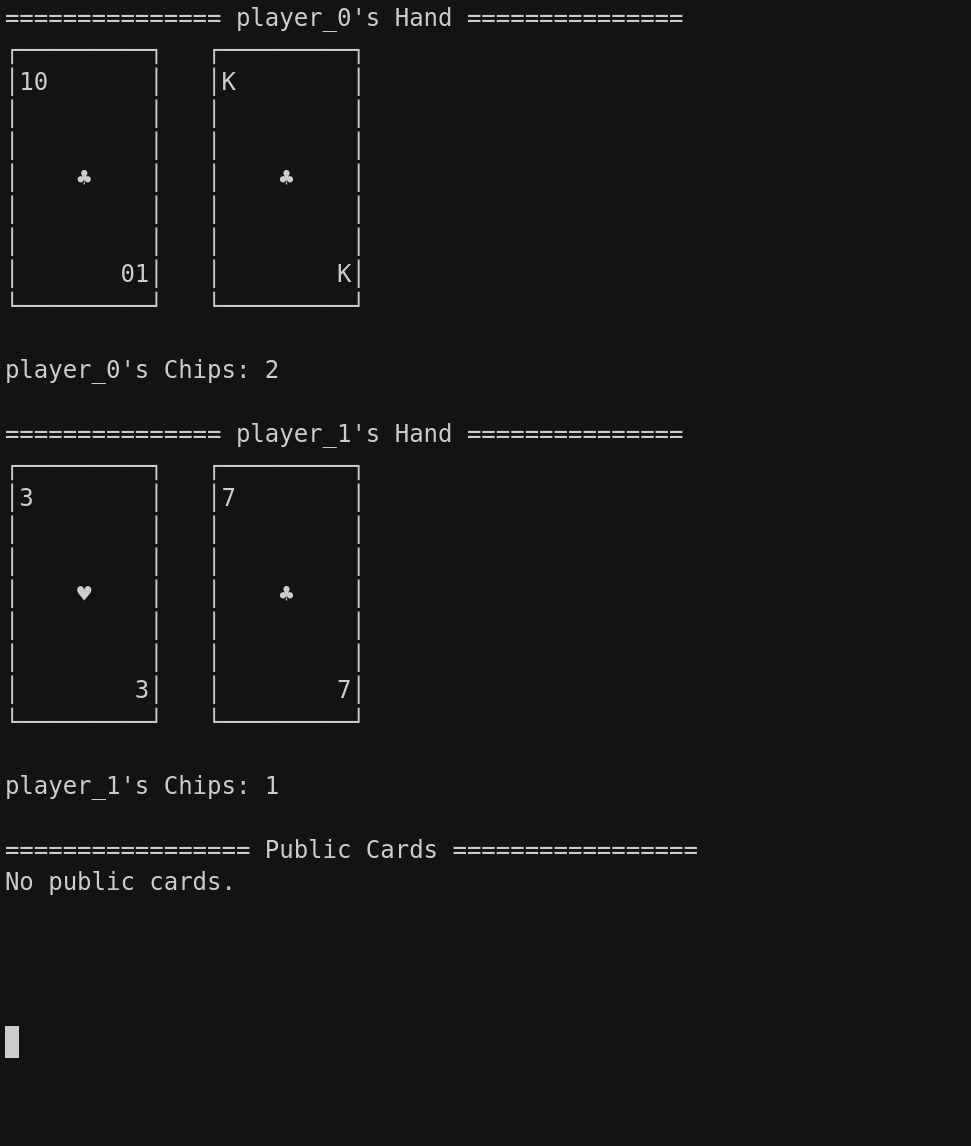 =============== player_0's Hand ===============
┌─────────┐   ┌─────────┐
│10       │   │K        │
│         │   │         │
│         │   │         │
│    ♣    │   │    ♣    │
│         │   │         │
│         │   │         │
│       01│   │        K│
└─────────┘   └─────────┘
player_0's Chips: 2
=============== player_1's Hand ===============
┌─────────┐   ┌─────────┐
│3        │   │7        │
│         │   │         │
│         │   │         │
│    ♥    │   │    ♣    │
│         │   │         │
│         │   │         │
│        3│   │        7│
└─────────┘   └─────────┘
player_1's Chips: 1
================= Public Cards =================
No public cards.